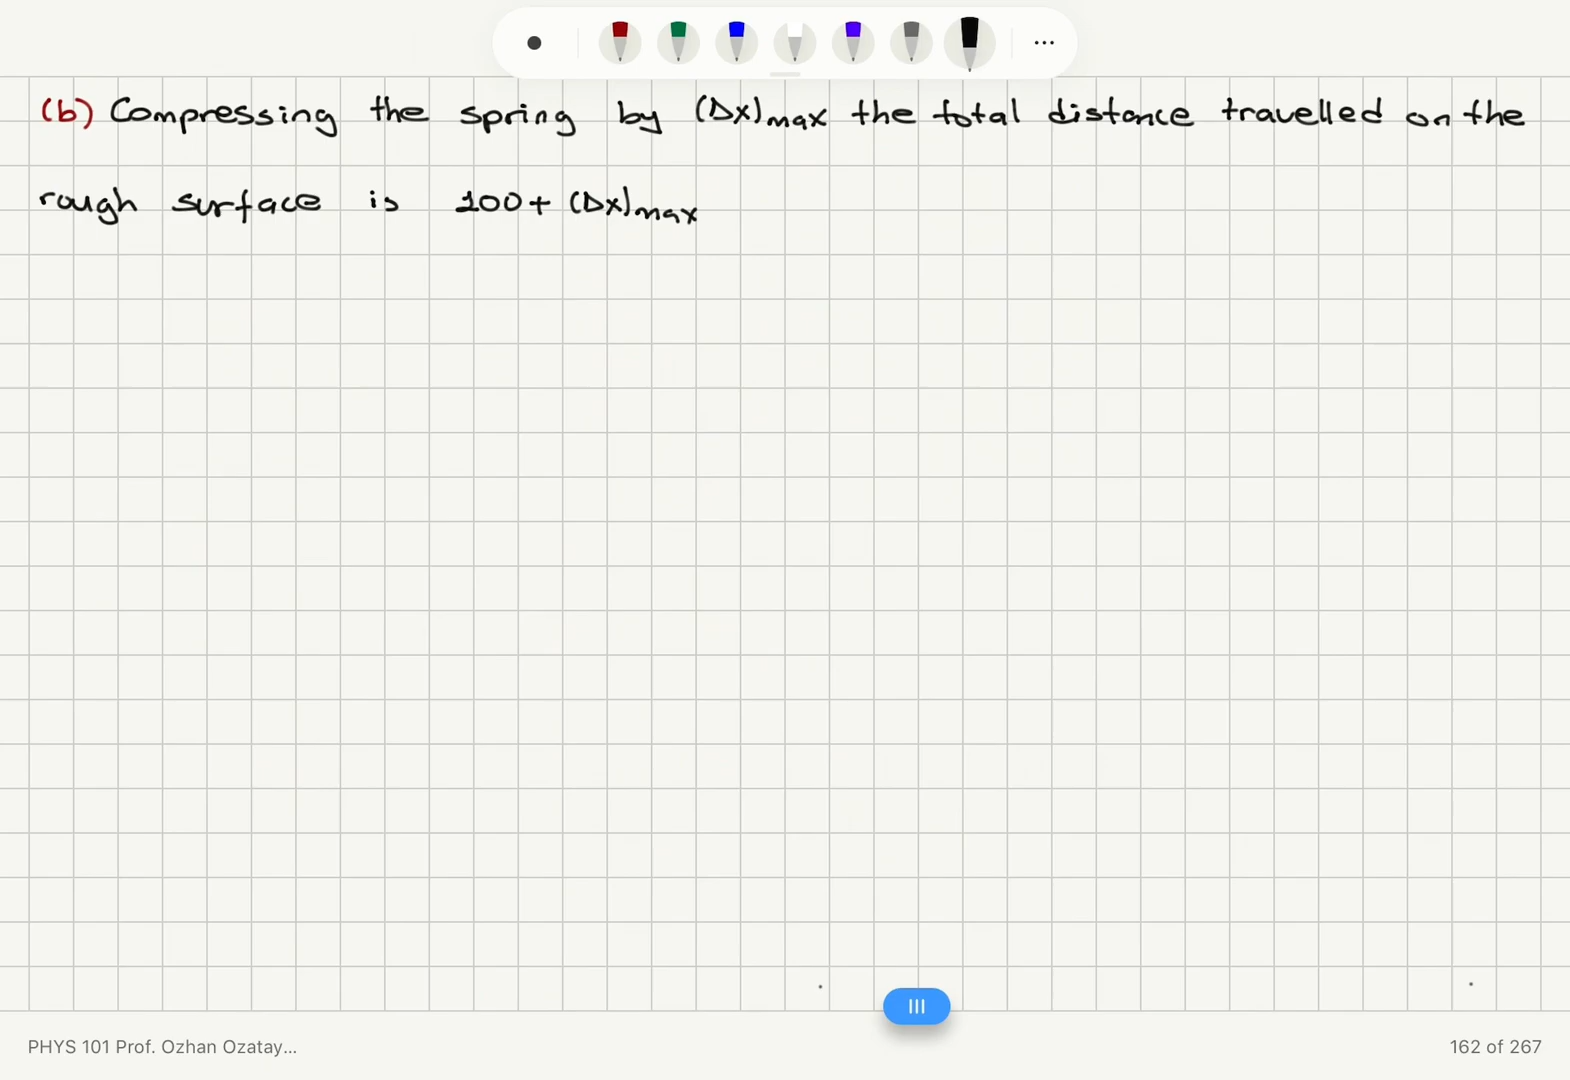 (b) Compressing the spring by (Δx)max the total distance travelled on the
rough surface is 100+ (Δx)max
PHYS 101 Prof. Ozhan Ozatay...
162 of 267